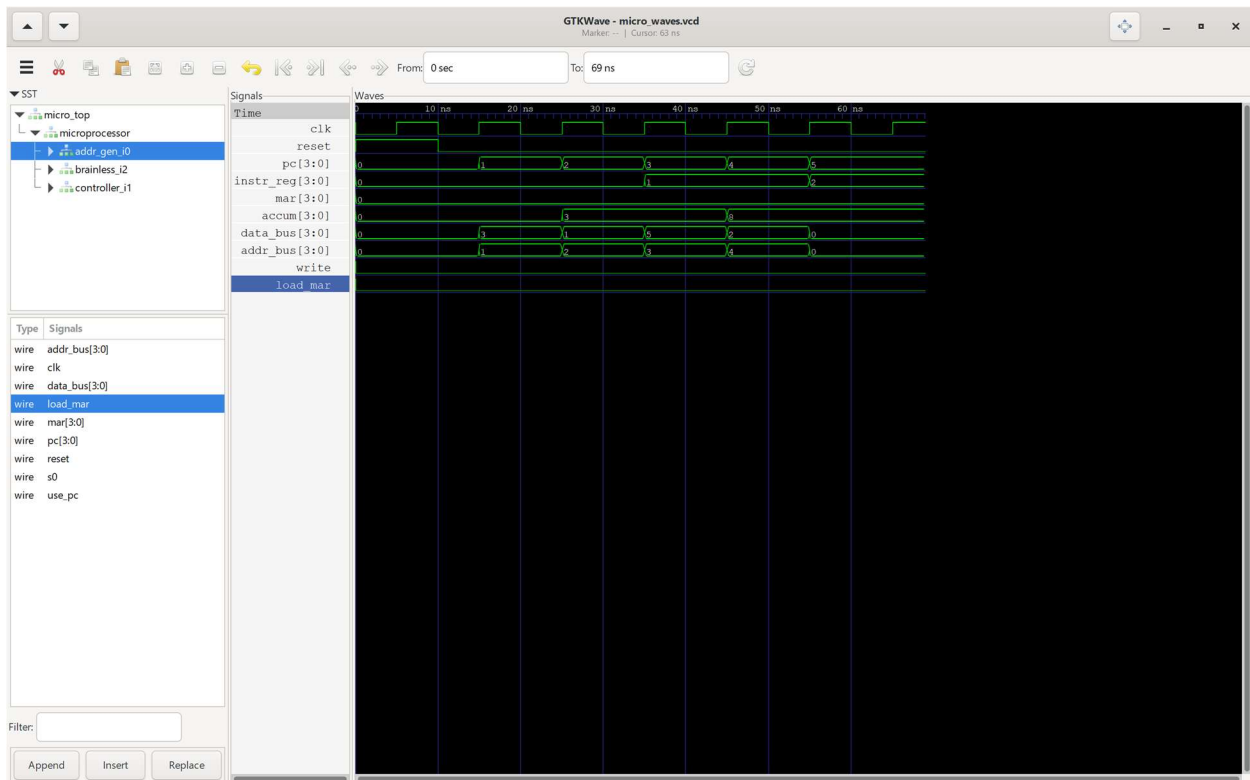 GTKWave - micro_waves.vcd
Marker: -- | Cursor: 63 ns
From: 0 sec To: 69 ns
SST
micro_top
microprocessor
addr_gen_i0
brainless_i2
controller_i1
Type Signals
wire addr_bus[3:0]
wire clk
wire data_bus[3:0]
wire load_mar
wire mar[3:0]
wire pc[3:0]
wire reset
wire s0
wire use_pc
Filter:
Append Insert Replace
Signals
Time
clk
reset
pc[3:0]
instr_reg[3:0]
mar[3:0]
accum[3:0]
data_bus[3:0]
addr_bus[3:0]
write
load_mar
Waves
0 10 ns 20 ns 30 ns 40 ns 50 ns 60 ns
0 1 2 3 4 5
0 1 2
0
0 3 8
0 3 1 5 2 0
0 1 2 3 4 0